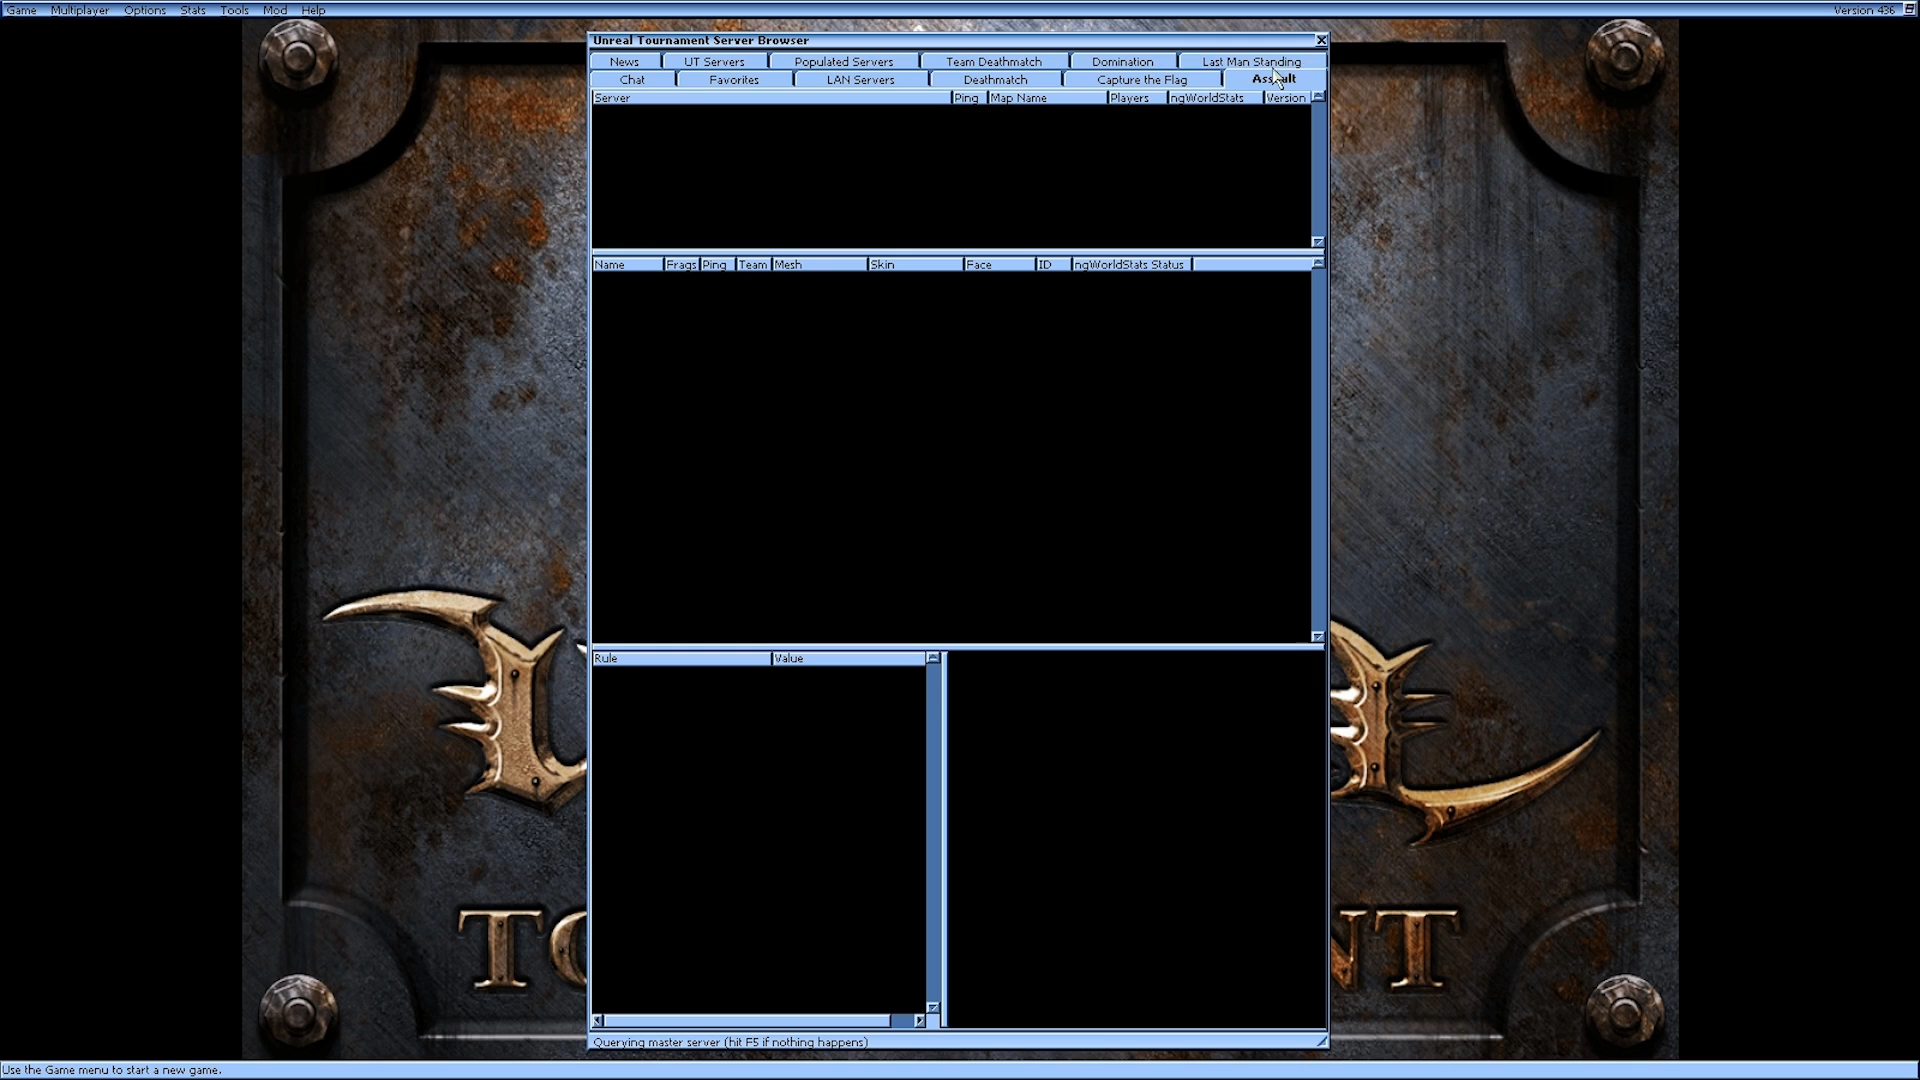 Game Multiplayer Options Stats Tools Mod Help Version 436
Unreal Tournament Server Browser
News UT Servers Populated Servers Team Deathmatch Domination Last Man Standing
Chat Favorites LAN Servers Deathmatch Capture the Flag
Server Ping Map Name Players ngWorldStats Version
Name Frags Ping Team Mesh Skin Face ID ngWorldStats Status
Rule Value
Querying master server (hit F5 if nothing happens)
Use the Game menu to start a new game.